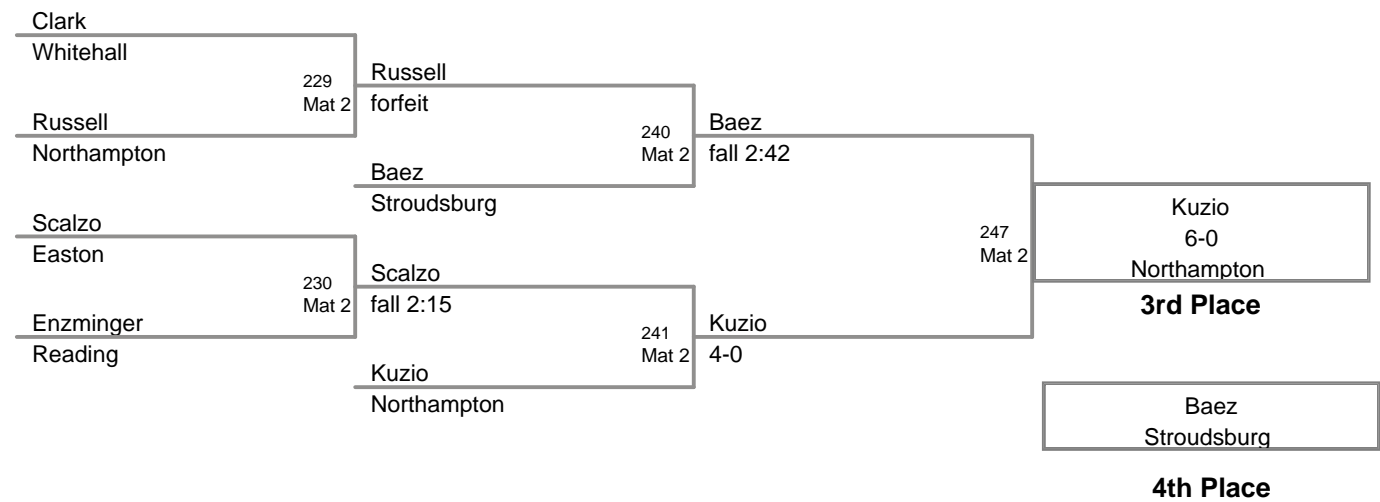 Clark
Whitehall
229
Mat 2
Russell
forfeit
Russell
Northampton
240
Mat 2
Baez
fall 2:42
Baez
Stroudsburg
Scalzo
Easton
247
Mat 2
Kuzio
6-0
Northampton
3rd Place
230
Mat 2
Scalzo
fall 2:15
Enzminger
Reading
241
Mat 2
Kuzio
4-0
Kuzio
Northampton
Baez
Stroudsburg
4th Place